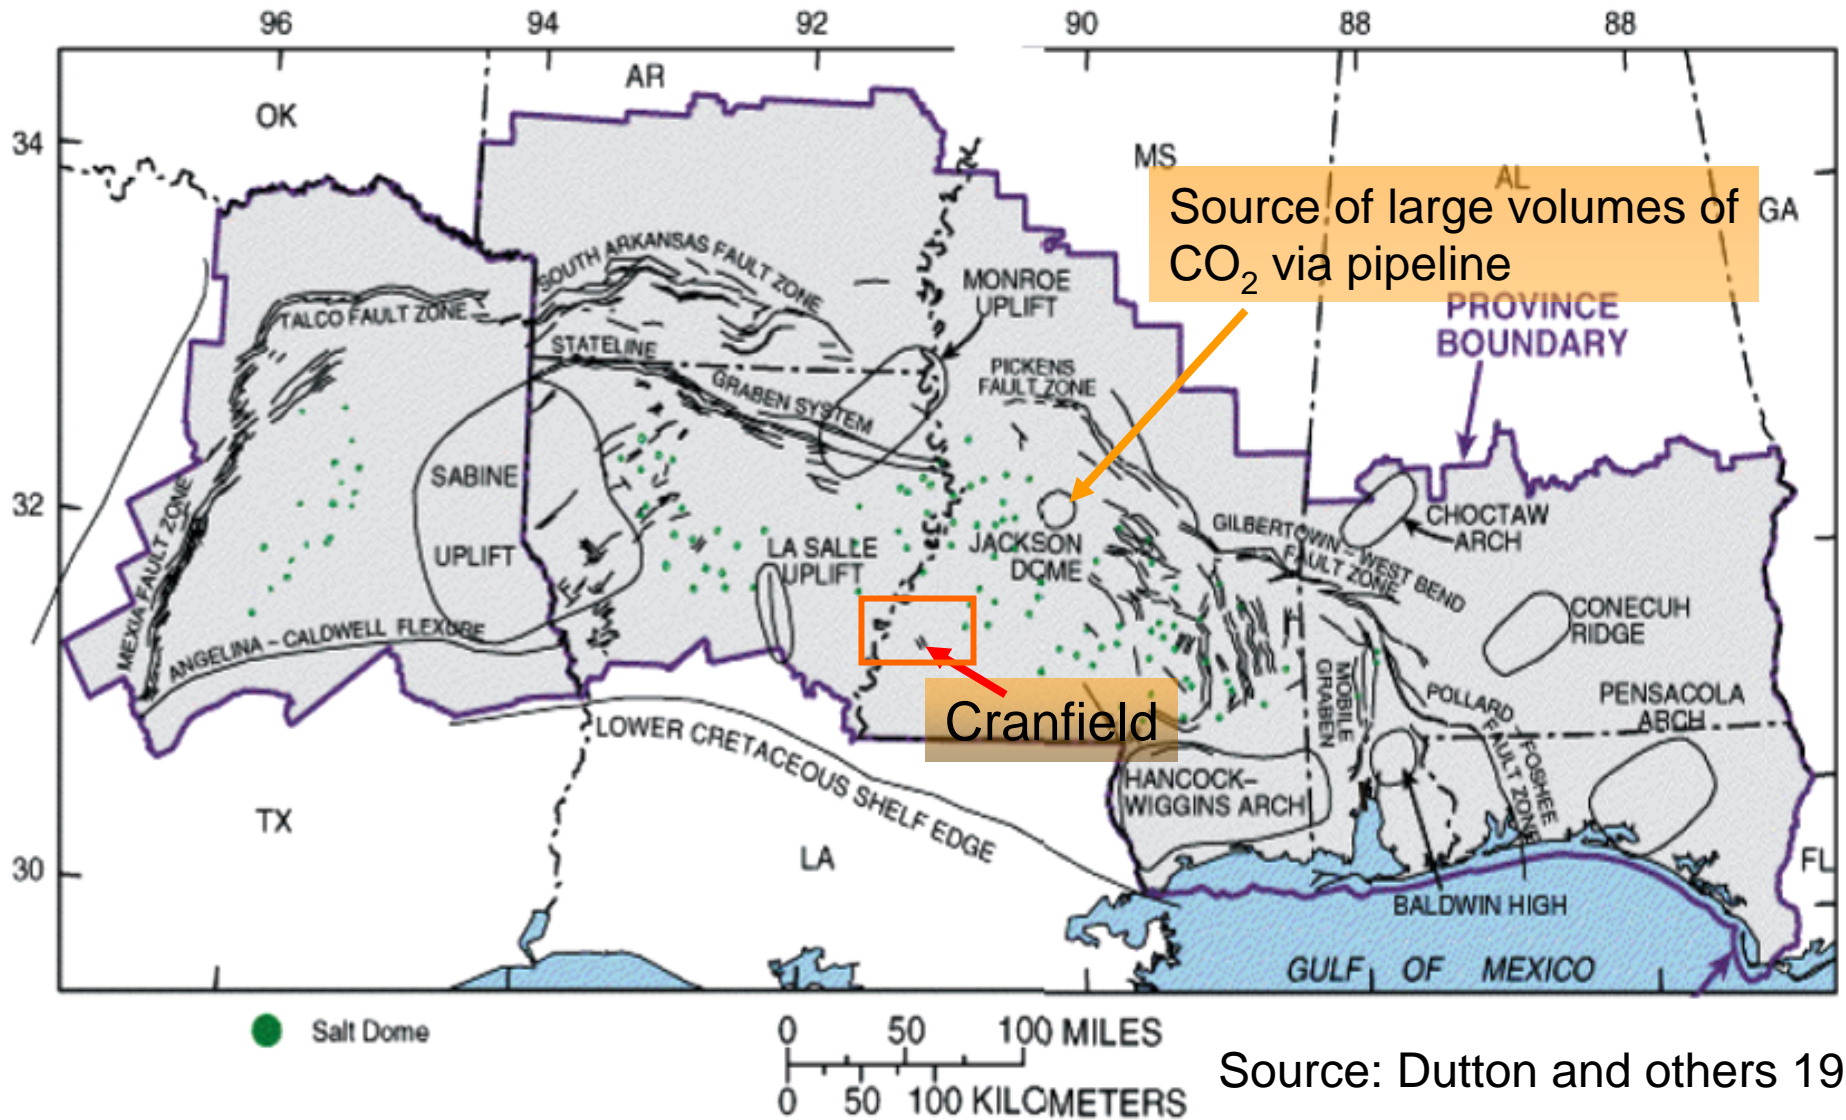 96 94 92 90 88 88
AR
OK
34
MS
AL
Source of large volumes of
GA
CO₂ via pipeline
SOUTH ARKANSAS FAULT ZONE
MONROE
UPLIFT
TALCO FAULT ZONE
PROVINCE
BOUNDARY
STATELINE
GRABEN SYSTEM
PICKENS
FAULT ZONE
SABINE
UPLIFT
32
MEXIA FAULT ZONE
CHOCTAW
ARCH
GILBERTOWN – WEST BEND
FAULT ZONE
JACKSON
DOME
LA SALLE
UPLIFT
CONECUH
RIDGE
ANGELINA – CALDWELL FLEXURE
MOBILE
GRABEN
POLLARD – FOSHEE
FAULT ZONE
PENSACOLA
ARCH
Cranfield
LOWER CRETACEOUS SHELF EDGE
HANCOCK–
WIGGINS ARCH
TX
LA
30
FL
BALDWIN HIGH
GULF OF MEXICO
Salt Dome
0 50 100 MILES
0 50 100 KILOMETERS
Source: Dutton and others 19